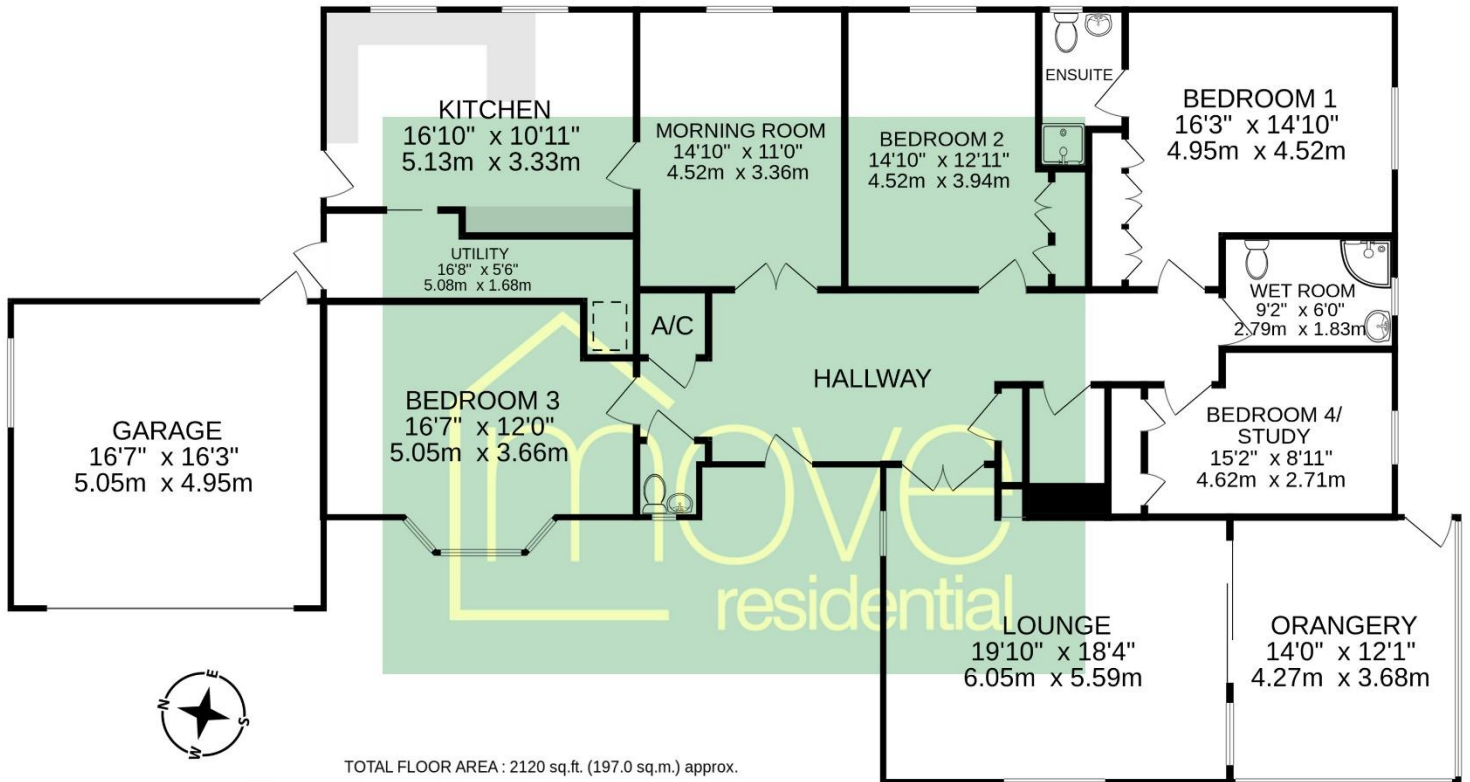 KITCHEN
16'10" x 10'11"
5.13m x 3.33m
MORNING ROOM
14'10" x 11'0"
4.52m x 3.36m
BEDROOM 2
14'10" x 12'11"
4.52m x 3.94m
ENSUITE
BEDROOM 1
16'3" x 14'10"
4.95m x 4.52m
UTILITY
16'8" x 5'6"
5.08m x 1.68m
WET ROOM
9'2" x 6'0"
2.79m x 1.83m
A/C
HALLWAY
GARAGE
16'7" x 16'3"
5.05m x 4.95m
BEDROOM 3
16'7" x 12'0"
5.05m x 3.66m
BEDROOM 4/
STUDY
15'2" x 8'11"
4.62m x 2.71m
move
residential
LOUNGE
19'10" x 18'4"
6.05m x 5.59m
ORANGERY
14'0" x 12'1"
4.27m x 3.68m
N
E
S
W
TOTAL FLOOR AREA : 2120 sq.ft. (197.0 sq.m.) approx.